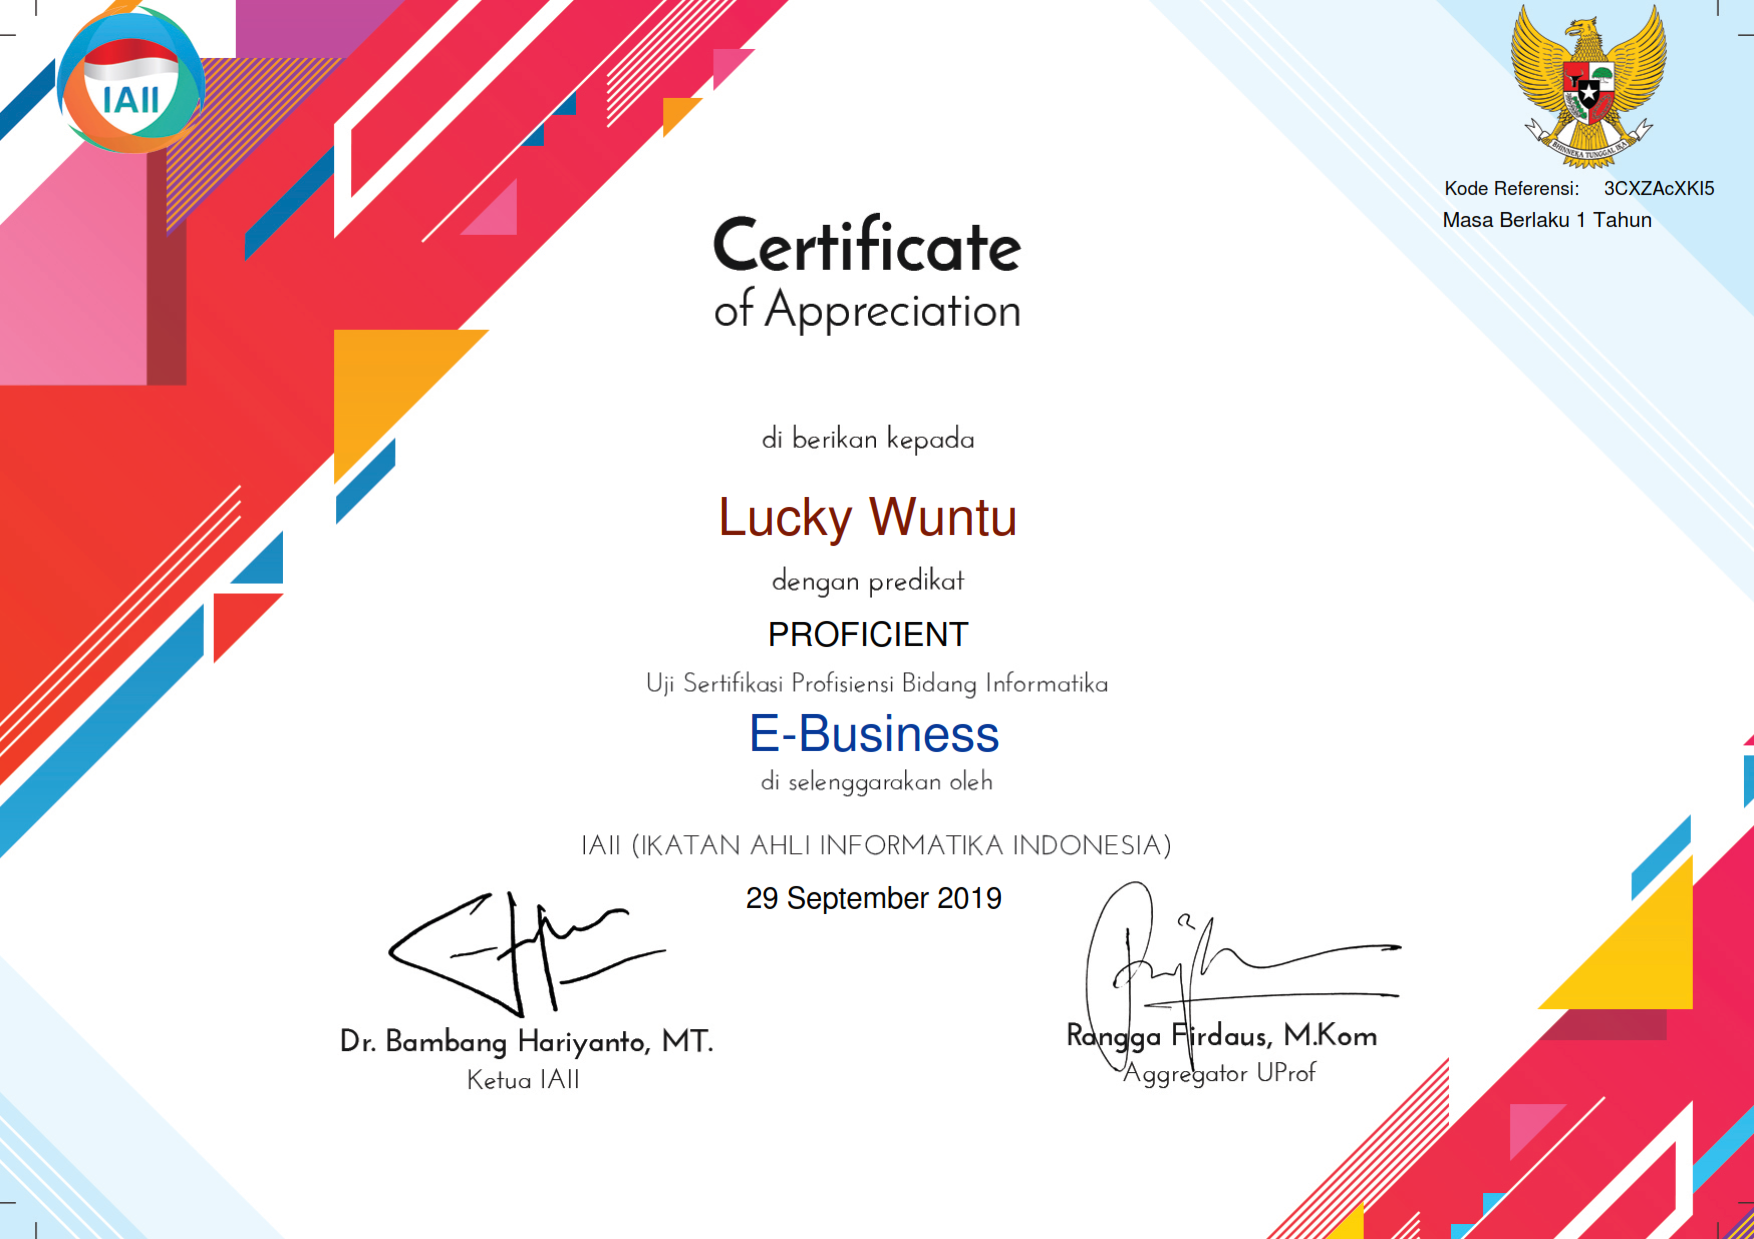 IAII
BHINNEKA TUNGGAL IKA
Kode Referensi: 3CXZAcXKI5
Masa Berlaku 1 Tahun
Certificate
of Appreciation
di berikan kepada
Lucky Wuntu
dengan predikat
PROFICIENT
Uji Sertifikasi Profisiensi Bidang Informatika
E-Business
di selenggarakan oleh
IAII (IKATAN AHLI INFORMATIKA INDONESIA)
29 September 2019
Dr. Bambang Hariyanto, MT.
Ketua IAII
Rangga Firdaus, M.Kom
Aggregator UProf